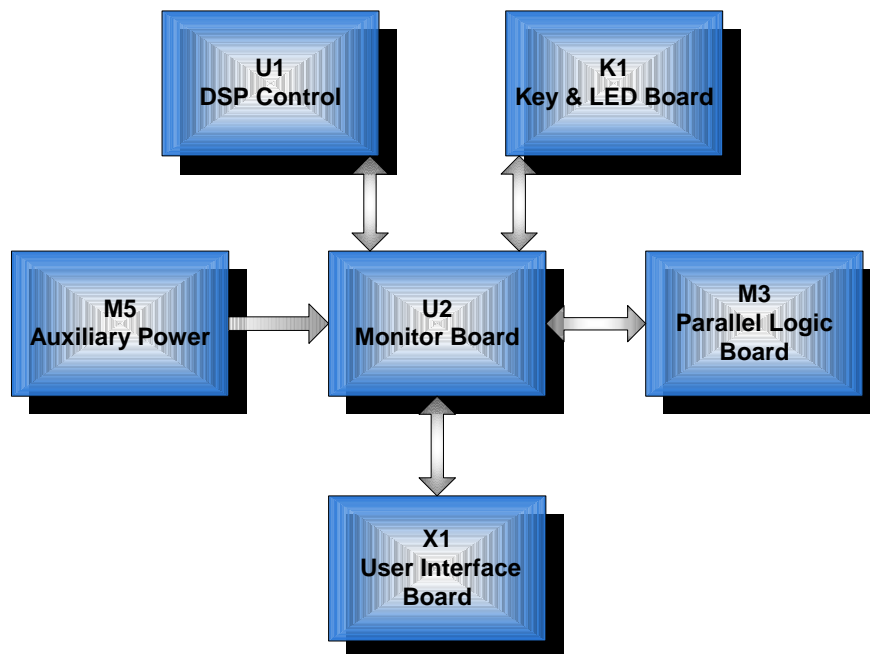 U1
DSP Control
K1
Key & LED Board
M5
Auxiliary Power
U2
Monitor Board
M3
Parallel Logic
Board
X1
User Interface
Board